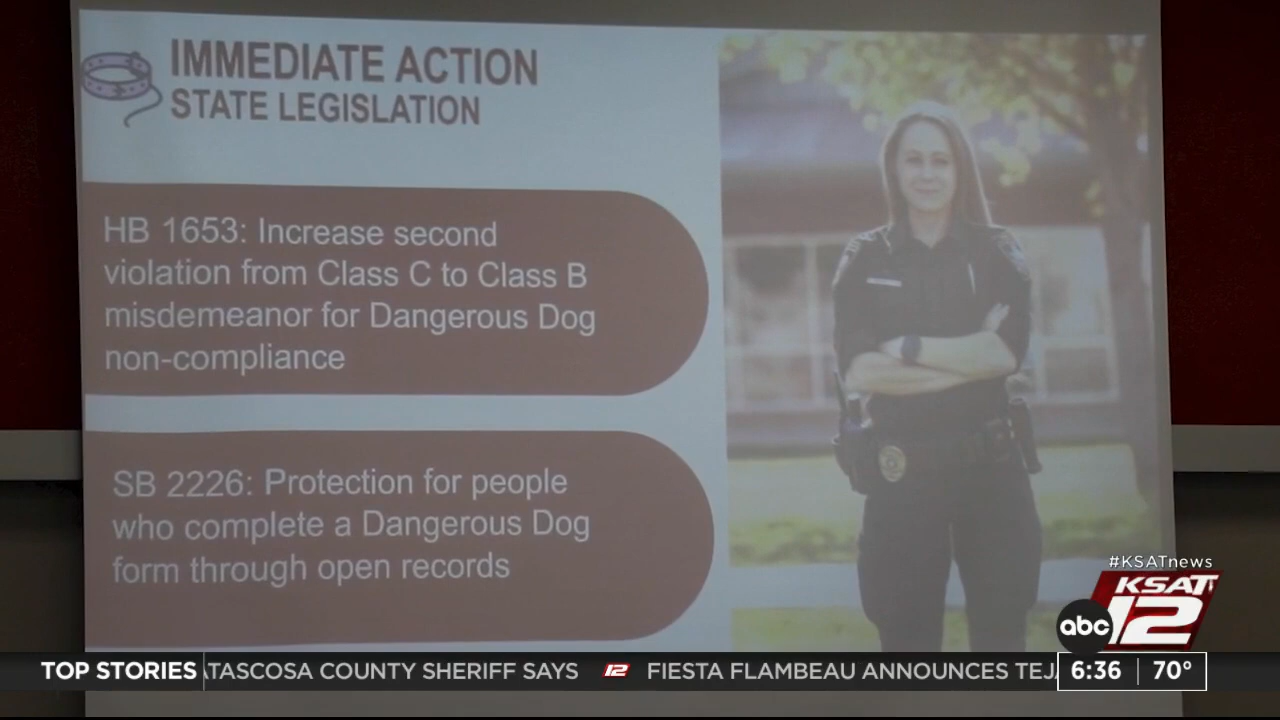 IMMEDIATE ACTION
STATE LEGISLATION
HB 1653: Increase second
violation from Class C to Class B
misdemeanor for Dangerous Dog
non-compliance
SB 2226: Protection for people
who complete a Dangerous Dog
form through open records
#KSATnews
KSAT
abc 12
TOP STORIES ATASCOSA COUNTY SHERIFF SAYS 12 FIESTA FLAMBEAU ANNOUNCES TEJA 6:36 70°